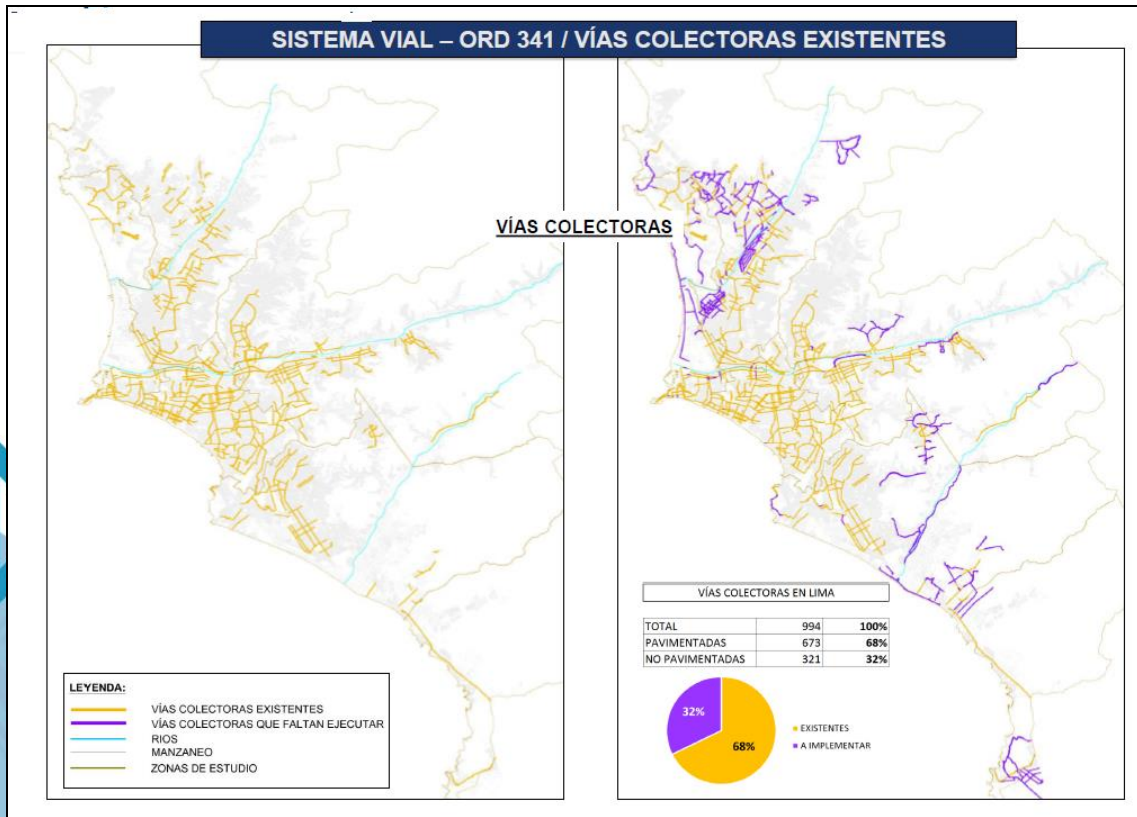 SISTEMA VIAL – ORD 341 / VÍAS COLECTORAS EXISTENTES
VÍAS COLECTORAS
LEYENDA:
VÍAS COLECTORAS EXISTENTES
VÍAS COLECTORAS QUE FALTAN EJECUTAR
RIOS
MANZANEO
ZONAS DE ESTUDIO
VÍAS COLECTORAS EN LIMA
TOTAL 994 100%
PAVIMENTADAS 673 68%
NO PAVIMENTADAS 321 32%
32%
68%
EXISTENTES
A IMPLEMENTAR